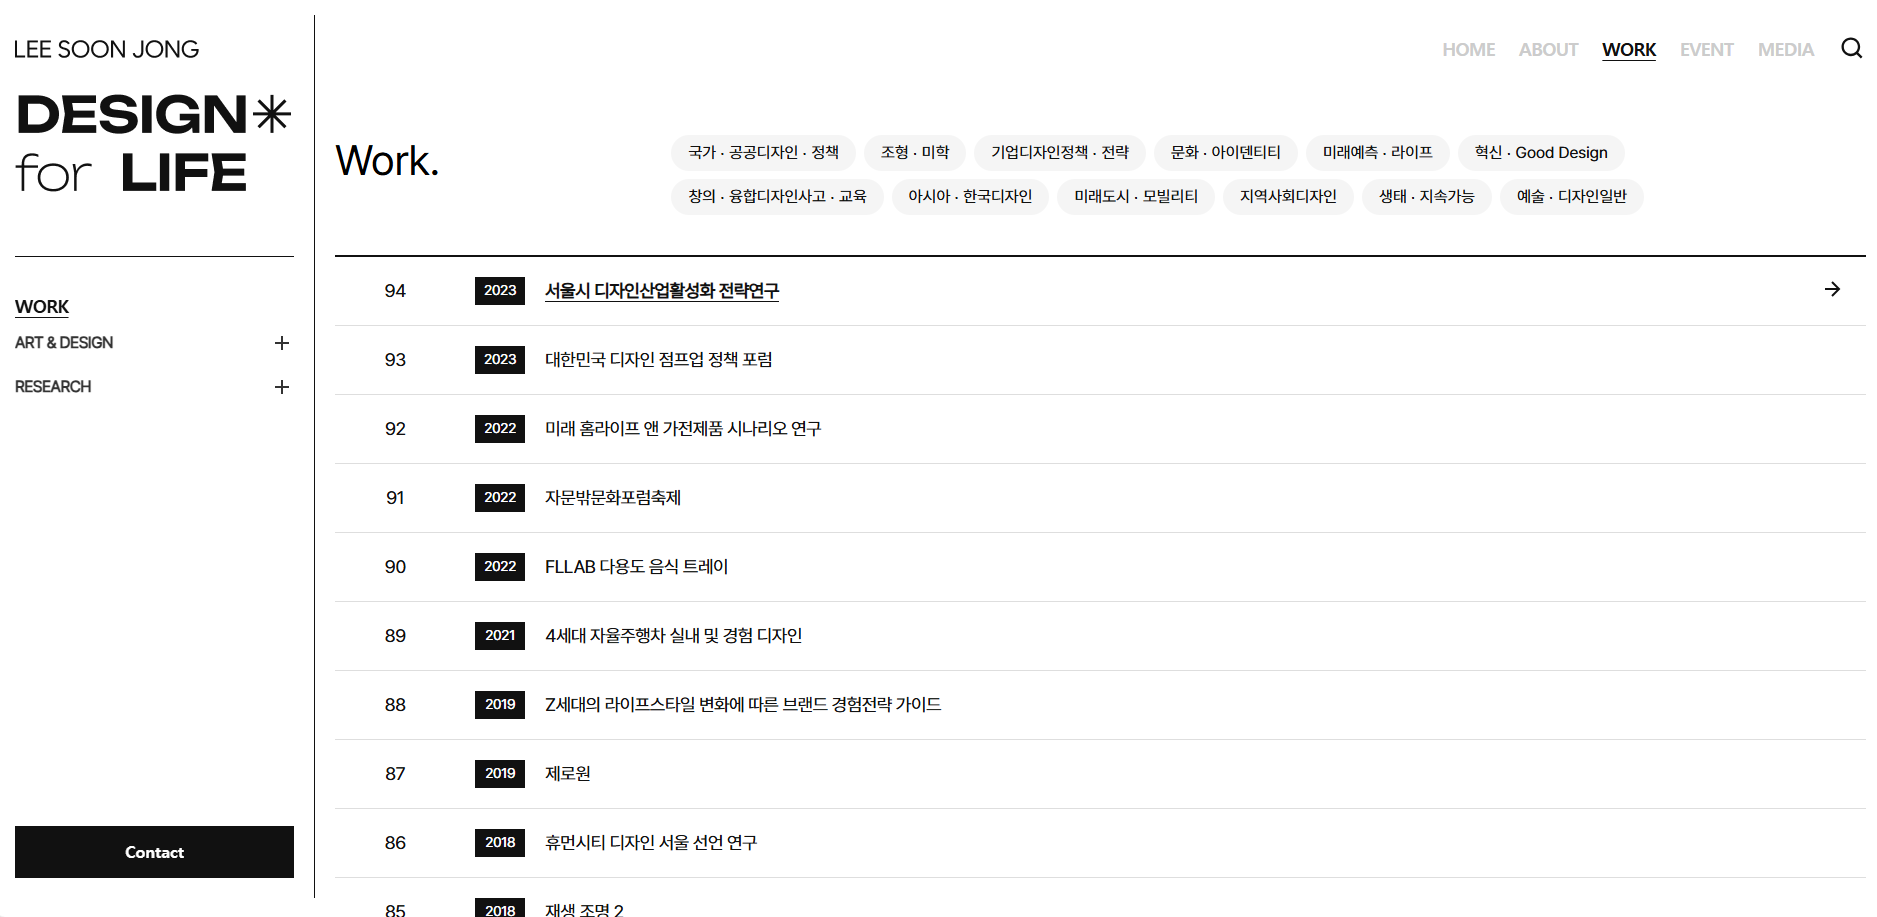 LEE SOON JONG
DESIGN✳
for LIFE
WORK
ART & DESIGN
RESEARCH
Contact
HOME ABOUT WORK EVENT MEDIA
Work.
국가 · 공공디자인 · 정책 조형 · 미학 기업디자인정책 · 전략 문화 · 아이덴티티 미래예측 · 라이프 혁신 · Good Design
창의 · 융합디자인사고 · 교육 아시아 · 한국디자인 미래도시 · 모빌리티 지역사회디자인 생태 · 지속가능 예술 · 디자인일반
94 2023 서울시 디자인산업활성화 전략연구
93 2023 대한민국 디자인 점프업 정책 포럼
92 2022 미래 홈라이프 앤 가전제품 시나리오 연구
91 2022 자문밖문화포럼축제
90 2022 FLLAB 다용도 음식 트레이
89 2021 4세대 자율주행차 실내 및 경험 디자인
88 2019 Z세대의 라이프스타일 변화에 따른 브랜드 경험전략 가이드
87 2019 제로원
86 2018 휴먼시티 디자인 서울 선언 연구
85 2018 재생 조명 2